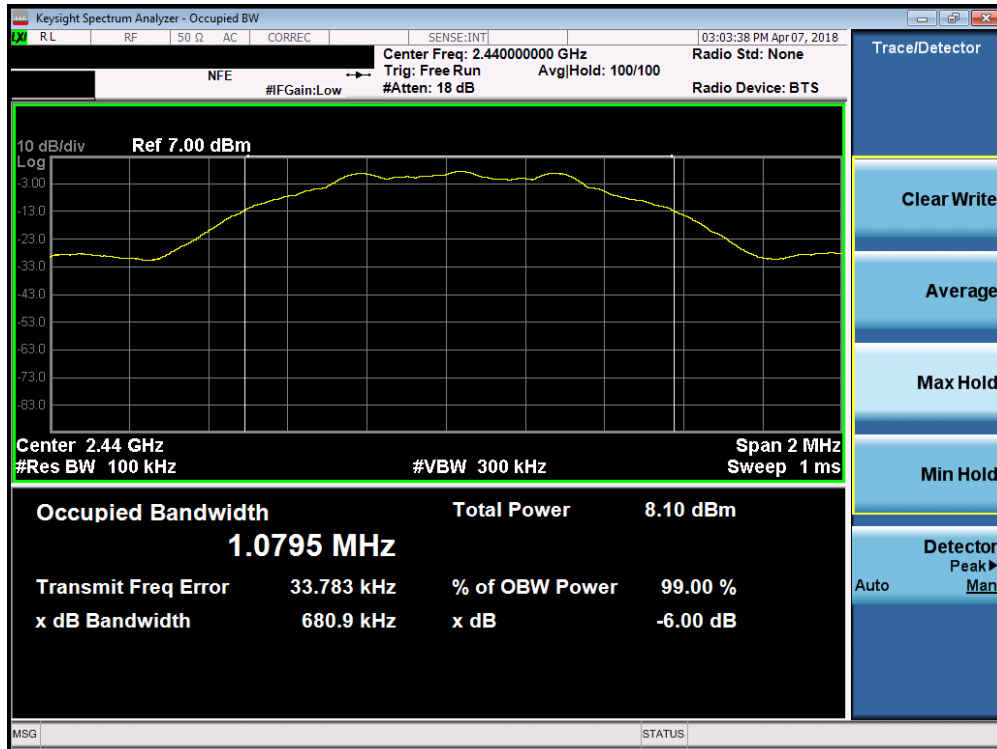 Keysight Spectrum Analyzer - Occupied BW
LXI RL RF 50 Ω AC CORREC SENSE:INT 03:03:38 PM Apr 07, 2018
NFE
#IFGain:Low
Center Freq: 2.440000000 GHz
Trig: Free Run Avg|Hold: 100/100
#Atten: 18 dB
Radio Std: None
Radio Device: BTS
10 dB/div Ref 7.00 dBm
Log
-3.00
-13.0
-23.0
-33.0
-43.0
-53.0
-63.0
-73.0
-83.0
Center 2.44 GHz Span 2 MHz
#Res BW 100 kHz #VBW 300 kHz Sweep 1 ms
Occupied Bandwidth Total Power 8.10 dBm
1.0795 MHz
Transmit Freq Error 33.783 kHz % of OBW Power 99.00 %
x dB Bandwidth 680.9 kHz x dB -6.00 dB
Trace/Detector
Clear Write
Average
Max Hold
Min Hold
Detector
Peak▶
Auto Man
MSG STATUS